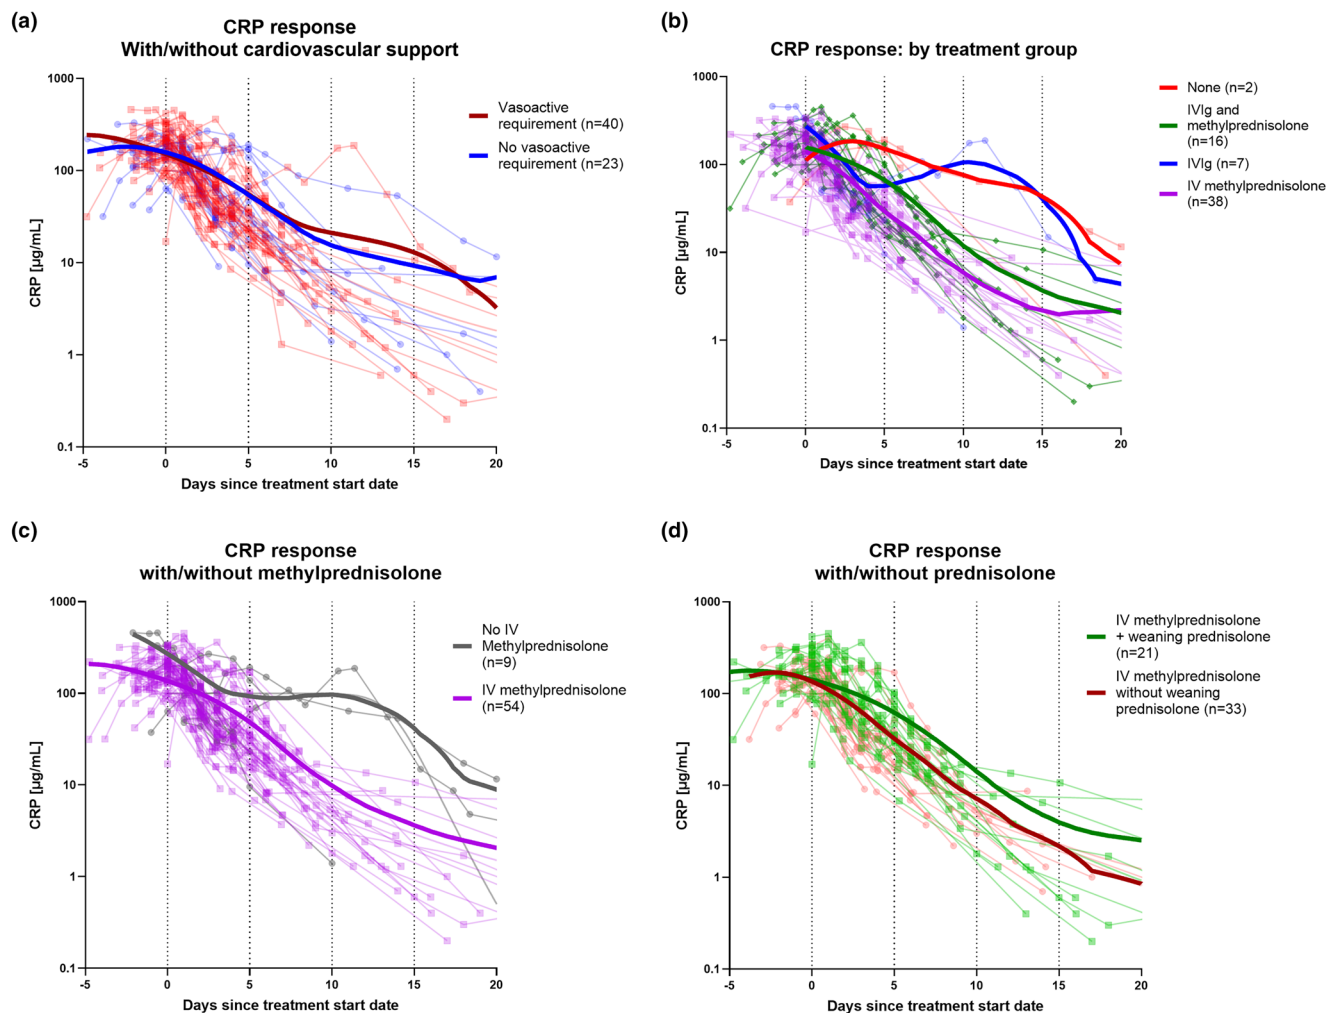 (a)
CRP response
With/without cardiovascular support
CRP [µg/mL]
1000
100
10
1
0.1
-5
0
5
10
15
20
Days since treatment start date
Vasoactive
requirement (n=40)
No vasoactive
requirement (n=23)
(b)
CRP response: by treatment group
CRP [µg/mL]
1000
100
10
1
0.1
-5
0
5
10
15
20
Days since treatment start date
None (n=2)
IVIg and
methylprednisolone
(n=16)
IVIg (n=7)
IV methylprednisolone
(n=38)
(c)
CRP response
with/without methylprednisolone
CRP [µg/mL]
1000
100
10
1
0.1
-5
0
5
10
15
20
Days since treatment start date
No IV
Methylprednisolone
(n=9)
IV methylprednisolone
(n=54)
(d)
CRP response
with/without prednisolone
CRP [µg/mL]
1000
100
10
1
0.1
-5
0
5
10
15
20
Days since treatment start date
IV methylprednisolone
+ weaning prednisolone
(n=21)
IV methylprednisolone
without weaning
prednisolone (n=33)